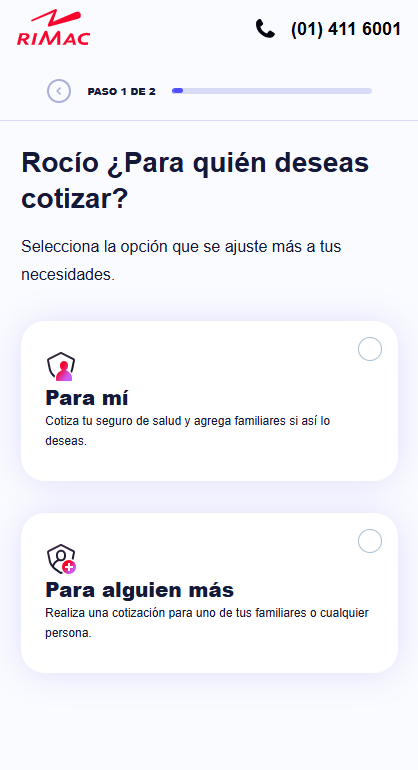 RIMAC
(01) 411 6001
PASO 1 DE 2
Rocío ¿Para quién deseas
cotizar?
Selecciona la opción que se ajuste más a tus
necesidades.
Para mí
Cotiza tu seguro de salud y agrega familiares si así lo
deseas.
Para alguien más
Realiza una cotización para uno de tus familiares o cualquier
persona.